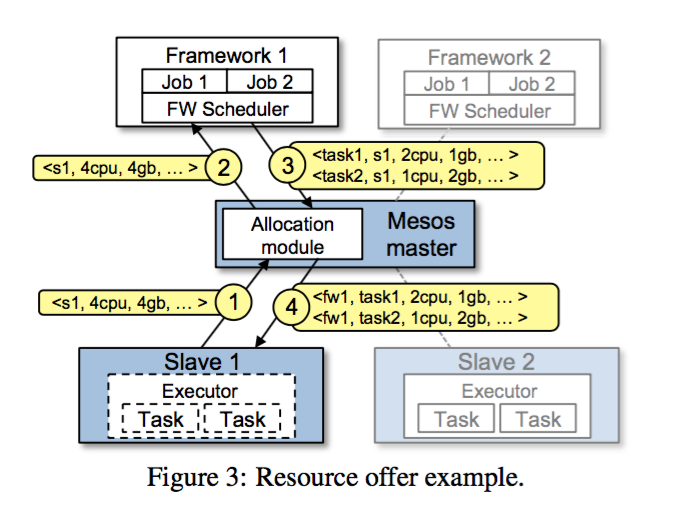 Framework 1
Job 1 Job 2
FW Scheduler
Framework 2
Job 1 Job 2
FW Scheduler
<s1, 4cpu, 4gb, … >
2
3
<task1, s1, 2cpu, 1gb, … >
<task2, s1, 1cpu, 2gb, … >
Allocation
module
Mesos
master
<s1, 4cpu, 4gb, … >
1
4
<fw1, task1, 2cpu, 1gb, … >
<fw1, task2, 1cpu, 2gb, … >
Slave 1
Executor
Task Task
Slave 2
Executor
Task Task
Figure 3: Resource offer example.